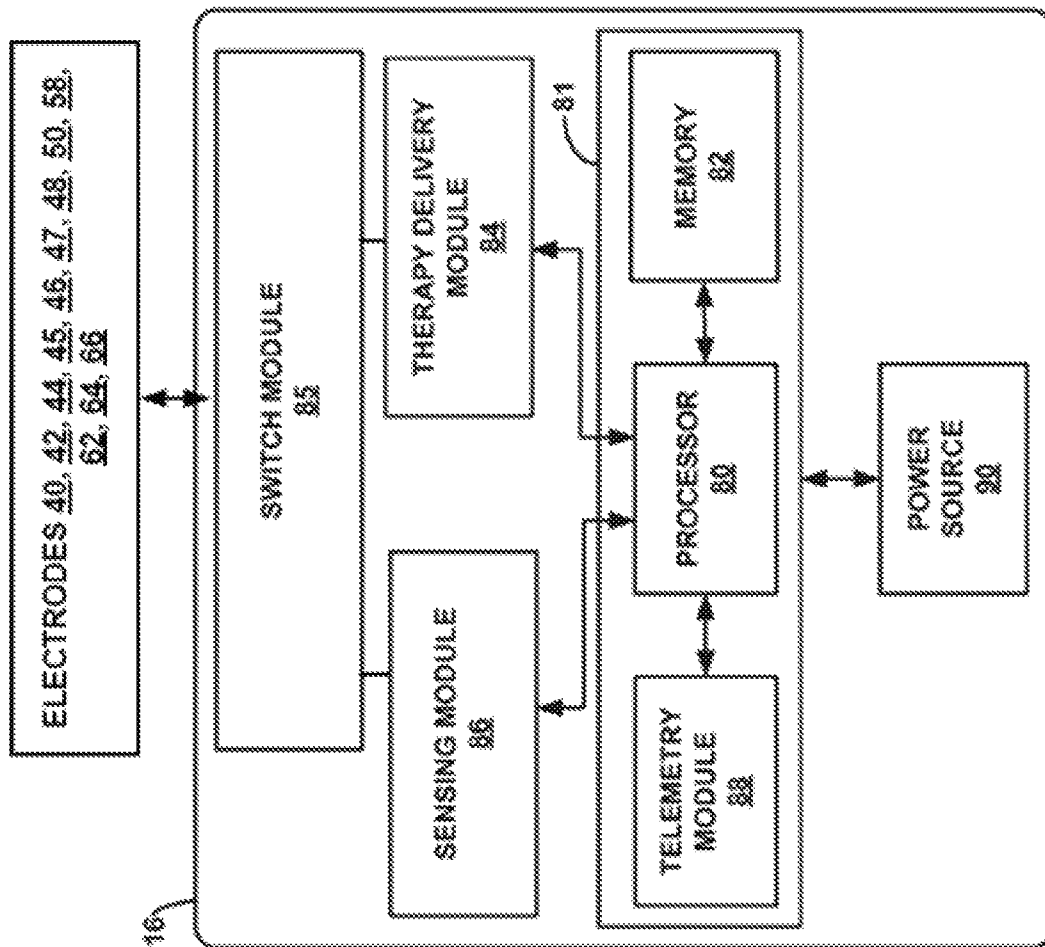 16
ELECTRODES 40, 42, 44, 45, 46, 47, 48, 50, 58,
62, 64, 66
SWITCH MODULE
85
SENSING MODULE
86
THERAPY DELIVERY
MODULE
84
81
TELEMETRY
MODULE
88
PROCESSOR
80
MEMORY
82
POWER
SOURCE
90